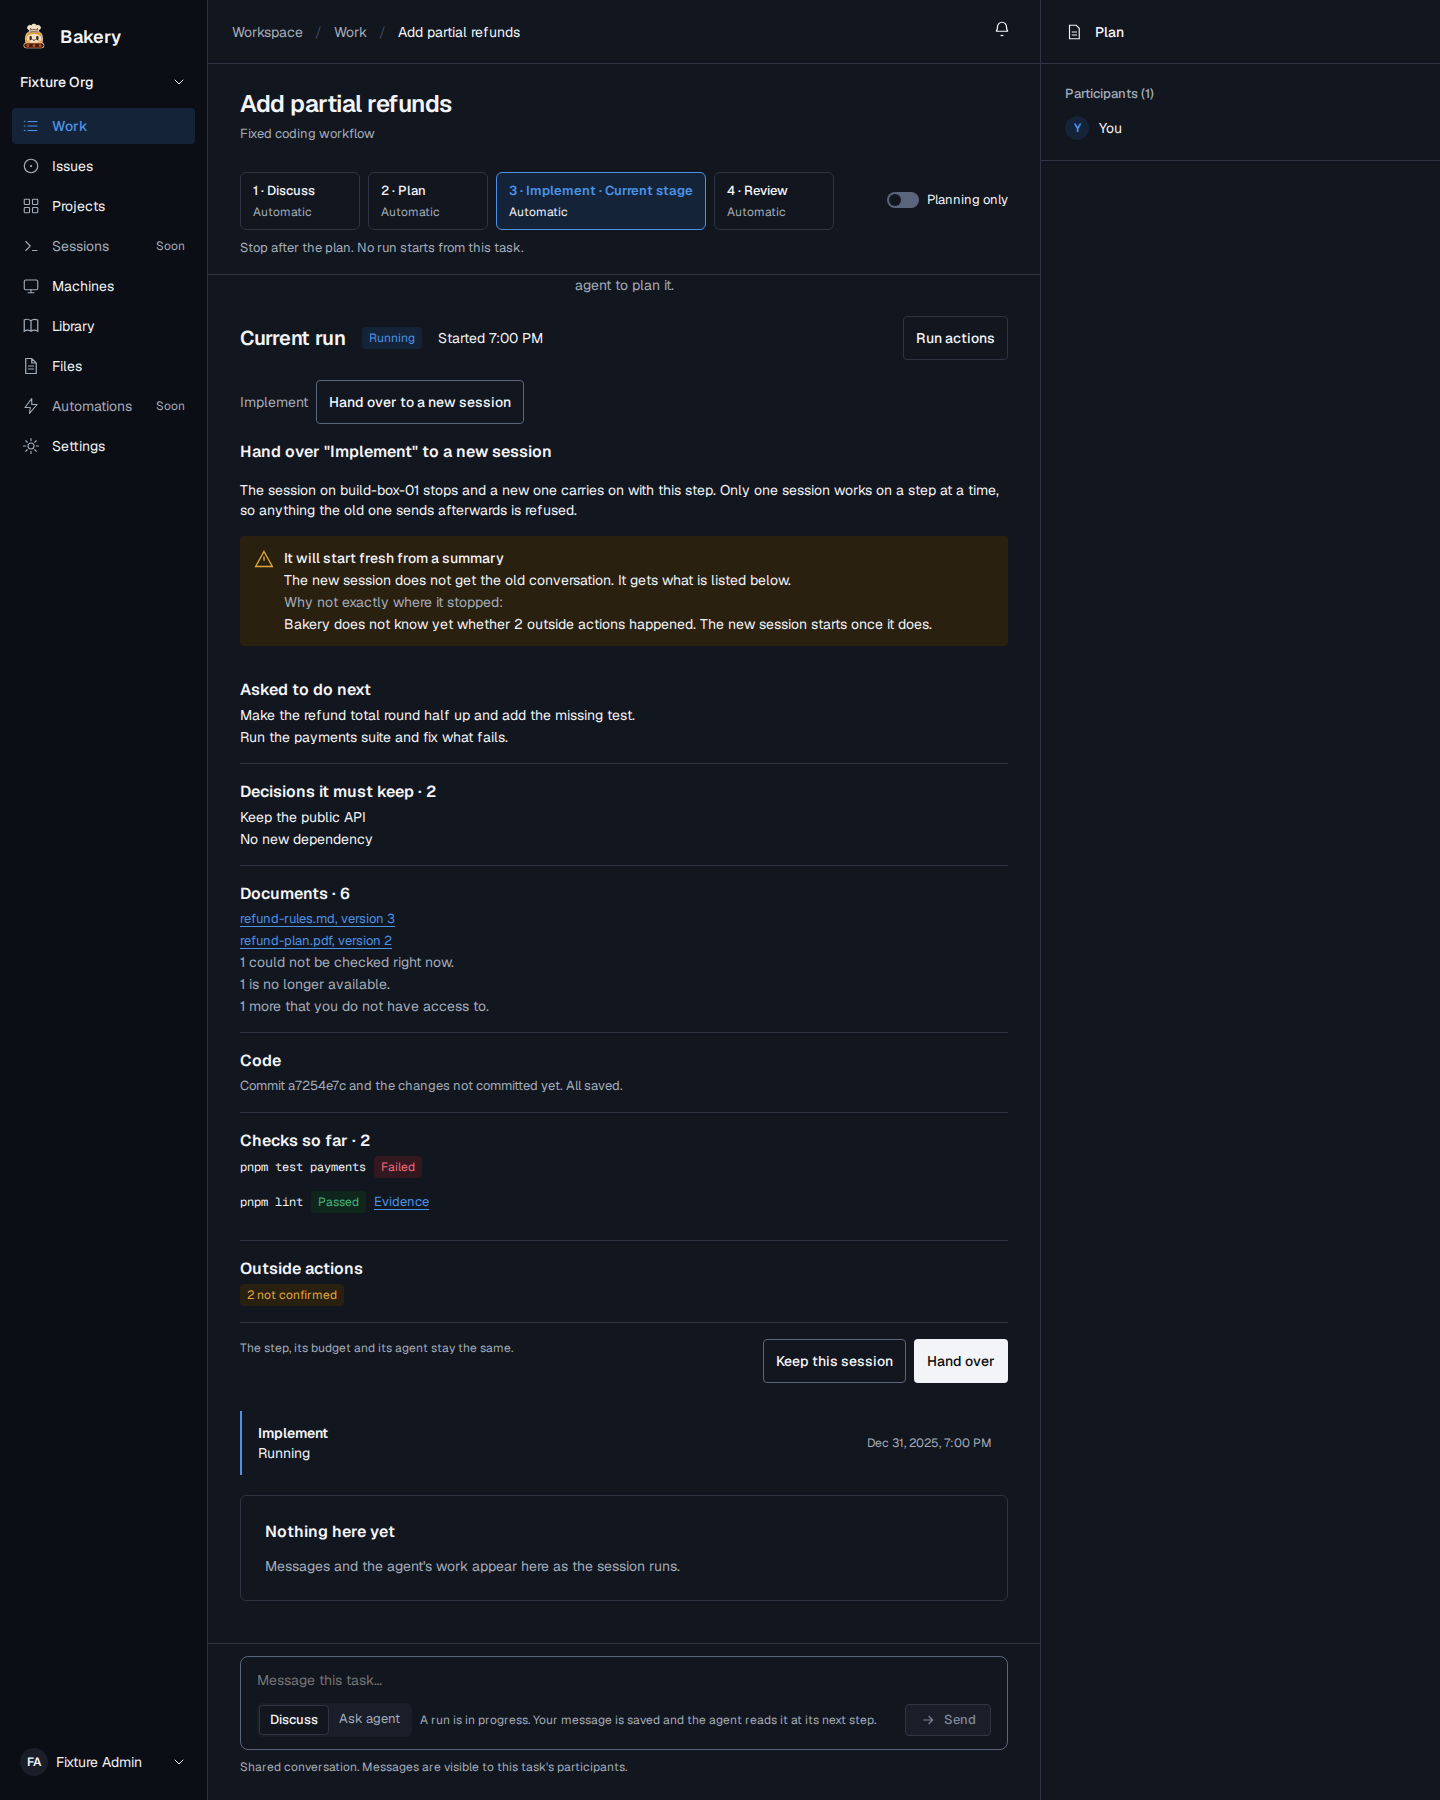 Bakery
Fixture Org
Work
Issues
Projects
Sessions Soon
Machines
Library
Files
Automations Soon
Settings
FA Fixture Admin
Workspace / Work / Add partial refunds
Add partial refunds
Fixed coding workflow
1 · Discuss
Automatic
2 · Plan
Automatic
3 · Implement · Current stage
Automatic
4 · Review
Automatic
Planning only
Stop after the plan. No run starts from this task.
agent to plan it.
Current run Running Started 7:00 PM Run actions
Implement Hand over to a new session
Hand over "Implement" to a new session
The session on build-box-01 stops and a new one carries on with this step. Only one session works on a step at a time,
so anything the old one sends afterwards is refused.
It will start fresh from a summary
The new session does not get the old conversation. It gets what is listed below.
Why not exactly where it stopped:
Bakery does not know yet whether 2 outside actions happened. The new session starts once it does.
Asked to do next
Make the refund total round half up and add the missing test.
Run the payments suite and fix what fails.
Decisions it must keep · 2
Keep the public API
No new dependency
Documents · 6
refund-rules.md, version 3
refund-plan.pdf, version 2
1 could not be checked right now.
1 is no longer available.
1 more that you do not have access to.
Code
Commit a7254e7c and the changes not committed yet. All saved.
Checks so far · 2
pnpm test payments Failed
pnpm lint Passed Evidence
Outside actions
2 not confirmed
The step, its budget and its agent stay the same.
Keep this session Hand over
Implement
Running
Dec 31, 2025, 7:00 PM
Nothing here yet
Messages and the agent's work appear here as the session runs.
Message this task...
Discuss Ask agent A run is in progress. Your message is saved and the agent reads it at its next step. Send
Shared conversation. Messages are visible to this task's participants.
Plan
Participants (1)
Y You